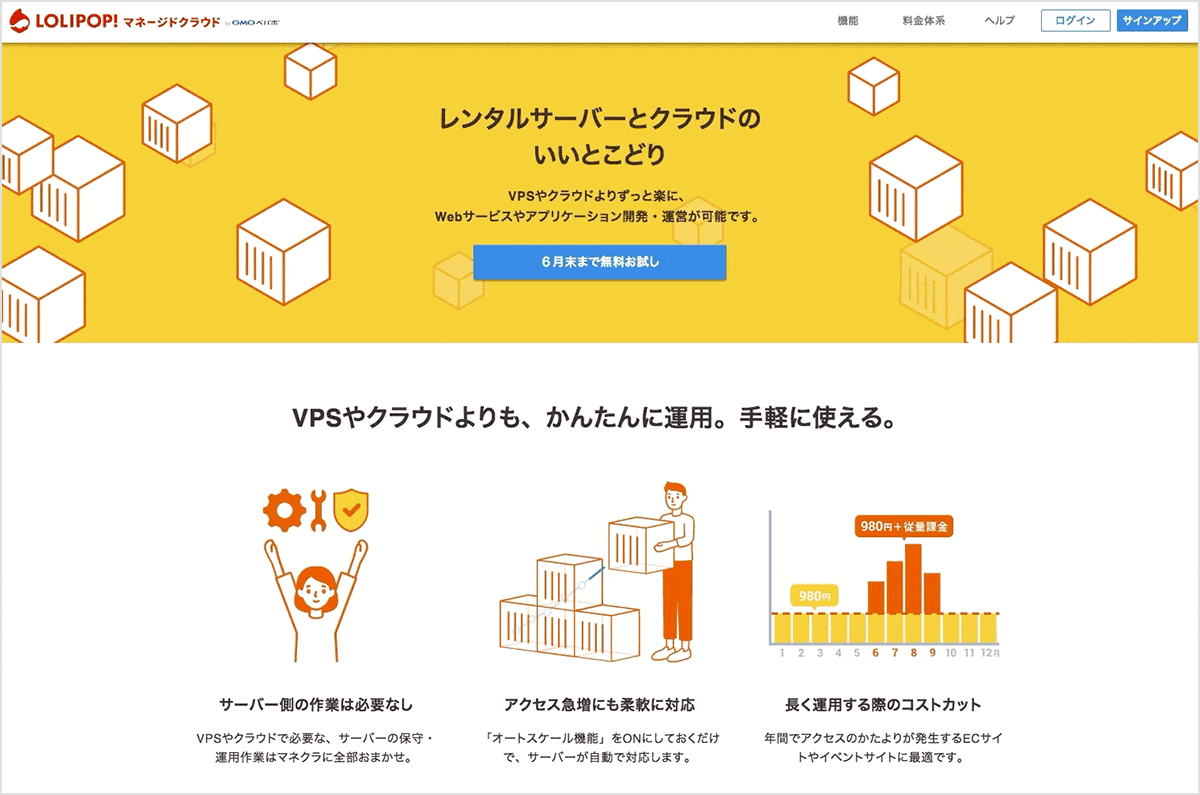 LOLIPOP! マネージドクラウド by GMOペパボ
機能
料金体系
ヘルプ
ログイン
サインアップ
レンタルサーバーとクラウドの
いいとこどり
VPSやクラウドよりずっと楽に、
Webサービスやアプリケーション開発・運営が可能です。
６月末まで無料お試し
VPSやクラウドよりも、かんたんに運用。手軽に使える。
980円＋従量課金
980円
1 2 3 4 5 6 7 8 9 10 11 12月
サーバー側の作業は必要なし
VPSやクラウドで必要な、サーバーの保守・
運用作業はマネクラに全部おまかせ。
アクセス急増にも柔軟に対応
「オートスケール機能」をONにしておくだけ
で、サーバーが自動で対応します。
長く運用する際のコストカット
年間でアクセスのかたよりが発生するECサイ
トやイベントサイトに最適です。